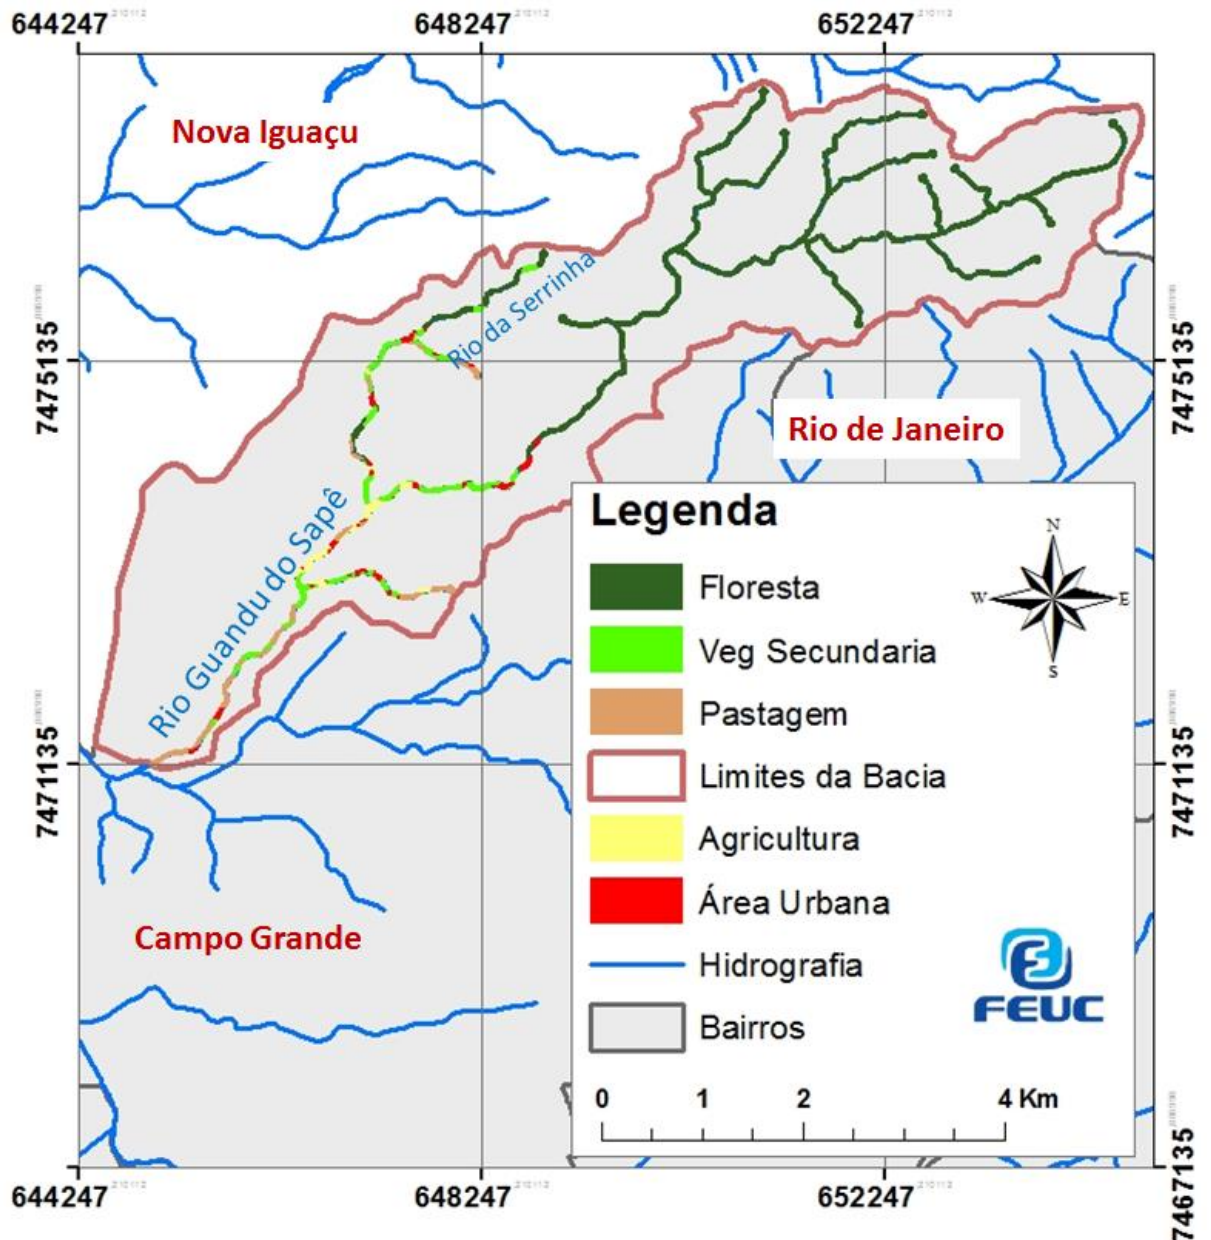 644247
648247
652247
Nova Iguaçu
Rio da Serrinha
7475135
7475135
Rio de Janeiro
Rio Guandu do Sapê
Legenda
Floresta
Veg Secundaria
Pastagem
Limites da Bacia
Agricultura
Área Urbana
Hidrografia
Bairros
N
W
E
S
7471135
7471135
Campo Grande
FEUC
0 1 2 4 Km
7467135
644247
648247
652247